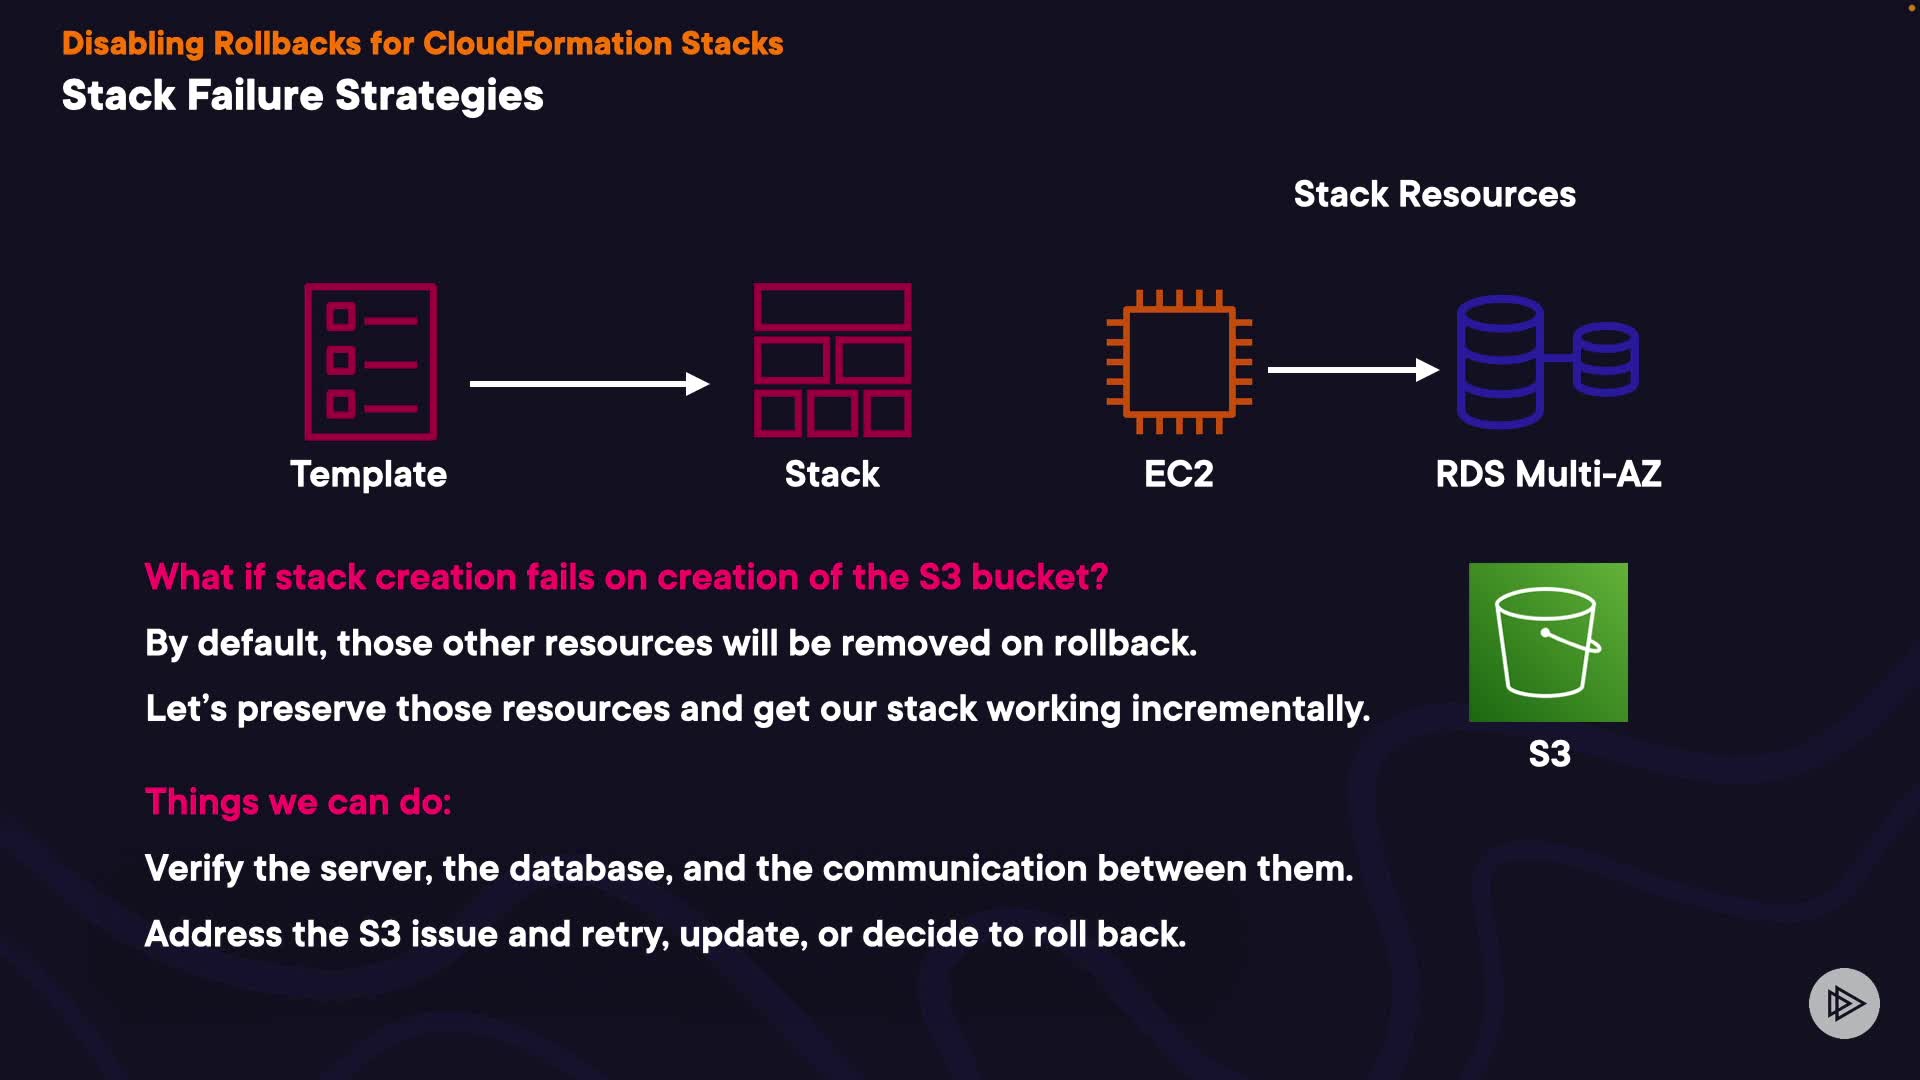 Disabling Rollbacks for CloudFormation Stacks
Stack Failure Strategies
Stack Resources
Template
Stack
EC2
RDS Multi-AZ
What if stack creation fails on creation of the S3 bucket?
By default, those other resources will be removed on rollback.
Let’s preserve those resources and get our stack working incrementally.
S3
Things we can do:
Verify the server, the database, and the communication between them.
Address the S3 issue and retry, update, or decide to roll back.